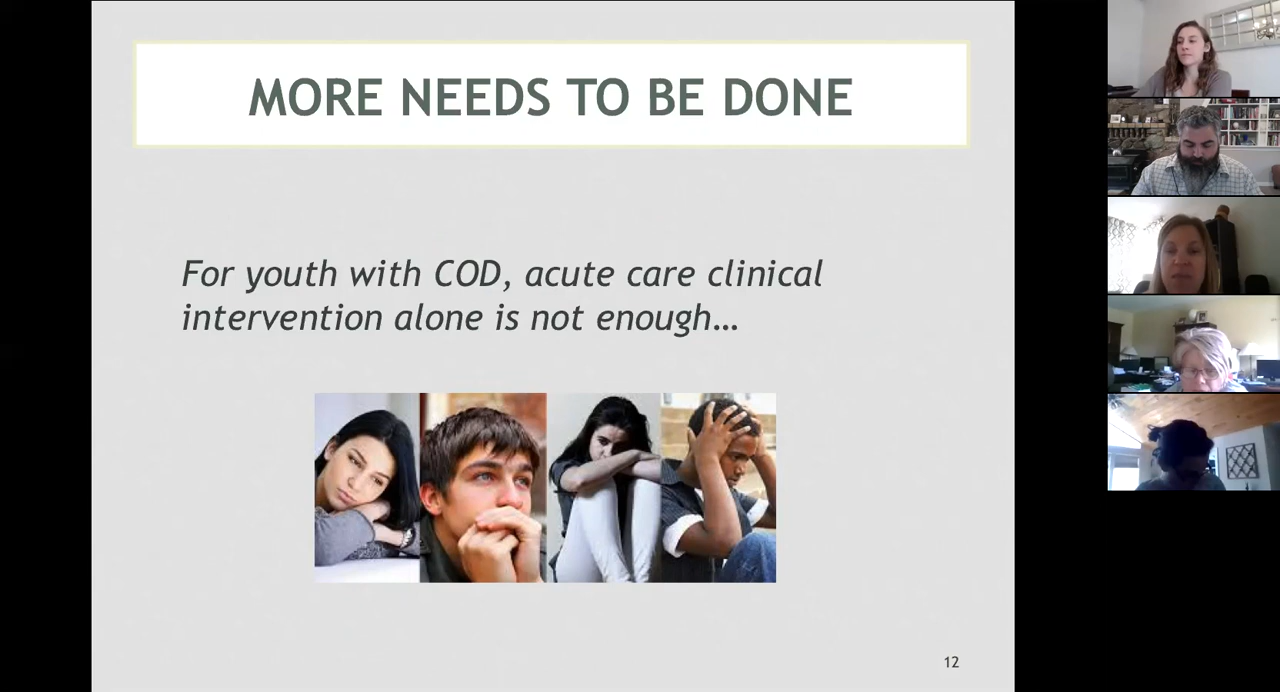 MORE NEEDS TO BE DONE
For youth with COD, acute care clinical
intervention alone is not enough…
12